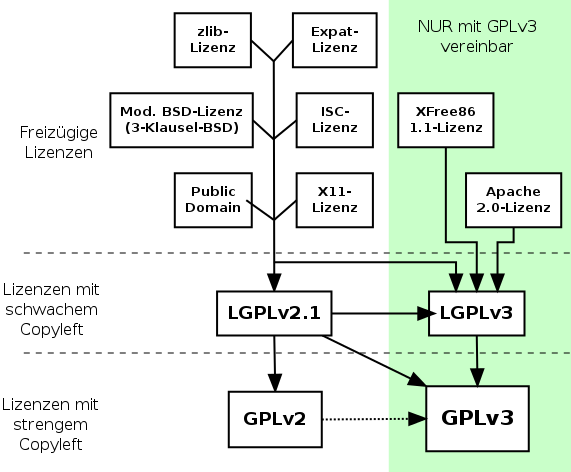 zlib-
Lizenz
Expat-
Lizenz
NUR mit GPLv3
vereinbar
Freizügige
Lizenzen
Mod. BSD-Lizenz
(3-Klausel-BSD)
ISC-
Lizenz
XFree86
1.1-Lizenz
Public
Domain
X11-
Lizenz
Apache
2.0-Lizenz
Lizenzen mit
schwachem
Copyleft
LGPLv2.1
LGPLv3
Lizenzen mit
strengem
Copyleft
GPLv2
GPLv3